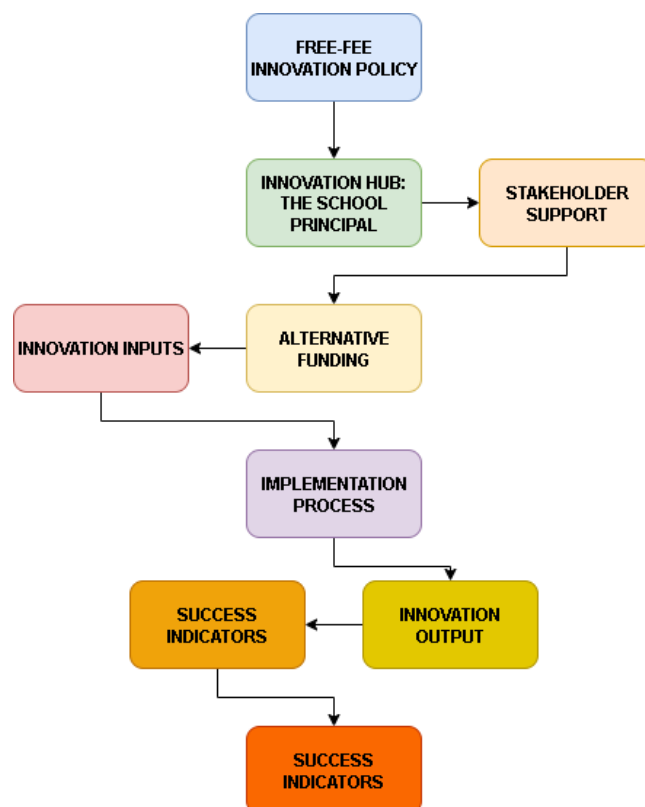 FREE-FEE
INNOVATION POLICY
INNOVATION HUB:
THE SCHOOL
PRINCIPAL
STAKEHOLDER
SUPPORT
INNOVATION INPUTS
ALTERNATIVE
FUNDING
IMPLEMENTATION
PROCESS
SUCCESS
INDICATORS
INNOVATION
OUTPUT
SUCCESS
INDICATORS